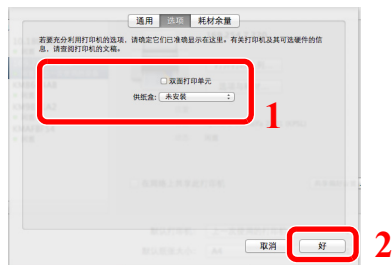 通用 选项 耗材余量
若要充分利用打印机的选项，请确定它们已准确显示在这里。有关打印机及其可选硬件的信
息，请查阅打印机的文稿。
双面打印单元
供纸盒： 未安装
1
取消 好
2